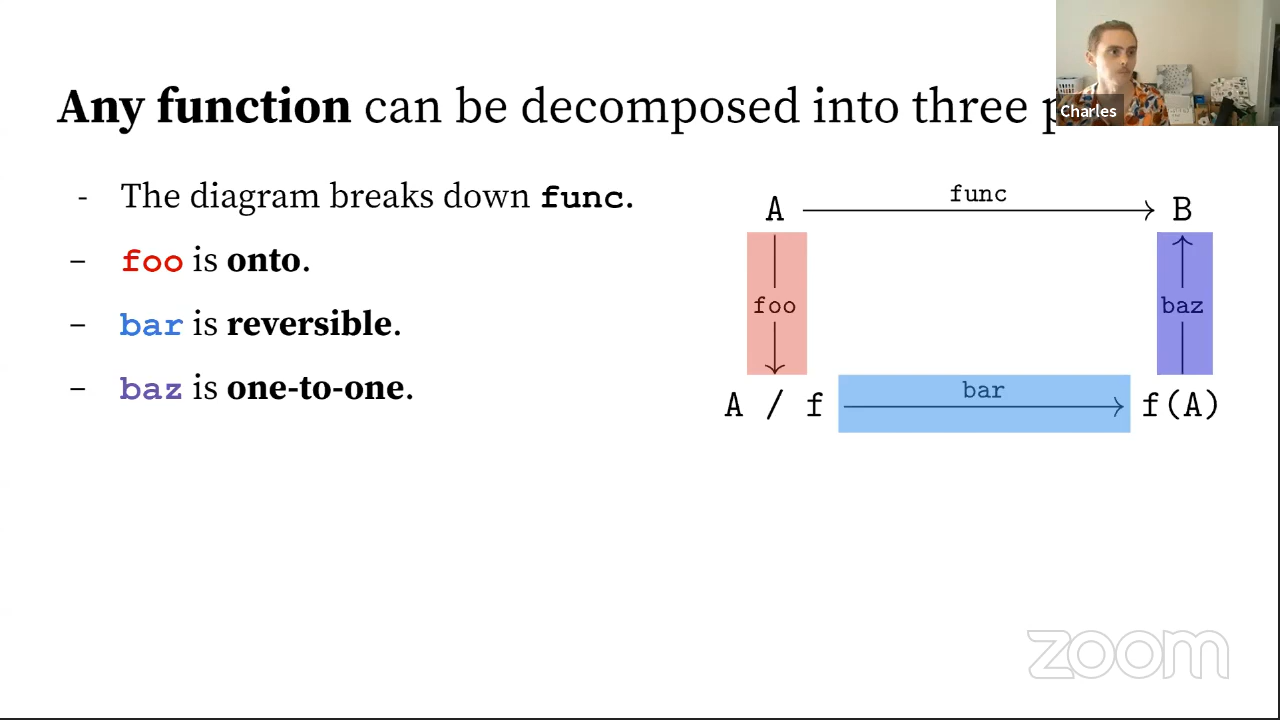 Any function can be decomposed into three
Charles
- The diagram breaks down func.
- foo is onto.
- bar is reversible.
- baz is one-to-one.
func
A
B
foo
baz
A / f
bar
f(A)
zoom